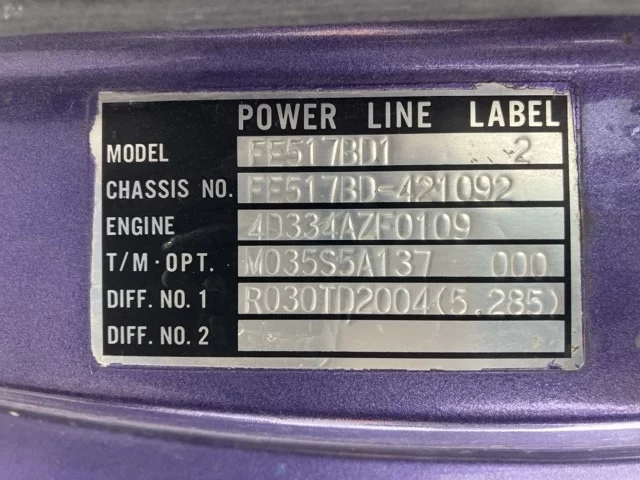 POWER LINE LABEL
MODEL FE517BD1 2
CHASSIS NO. FE517BD-421092
ENGINE 4D334AZF0109
T/M·OPT. M035S5A137 000
DIFF. NO. 1 R030TD2004(5.285)
DIFF. NO. 2